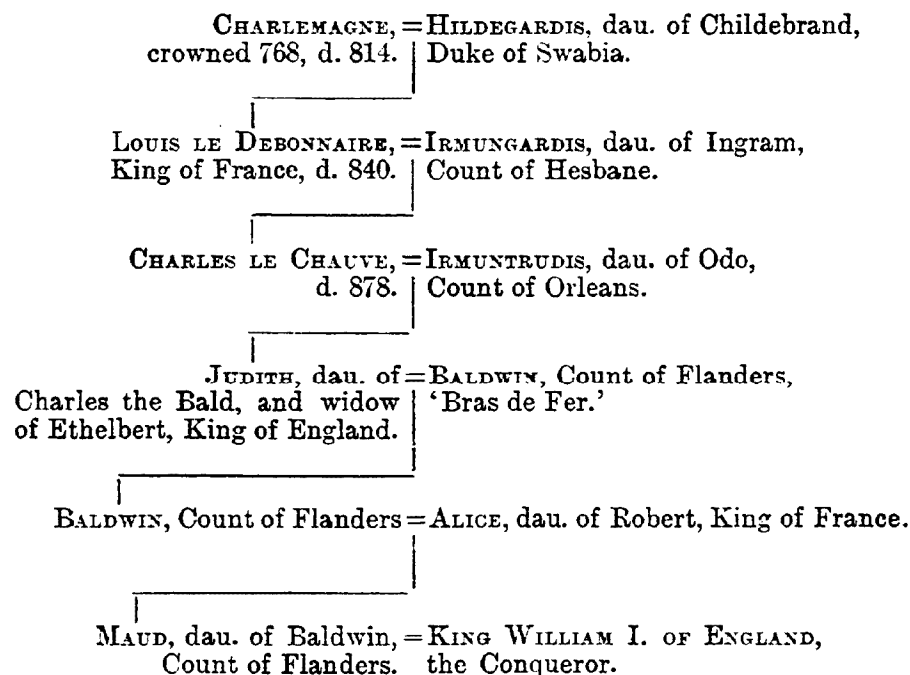 CHARLEMAGNE, = HILDEGARDIS, dau. of Childebrand,
crowned 768, d. 814. Duke of Swabia.
LOUIS LE DEBONNAIRE, = IRMUNGARDIS, dau. of Ingram,
King of France, d. 840. Count of Hesbane.
CHARLES LE CHAUVE, = IRMUNTRUDIS, dau. of Odo,
d. 878. Count of Orleans.
JUDITH, dau. of = BALDWIN, Count of Flanders,
Charles the Bald, and widow 'Bras de Fer.'
of Ethelbert, King of England.
BALDWIN, Count of Flanders = ALICE, dau. of Robert, King of France.
MAUD, dau. of Baldwin, = KING WILLIAM I. OF ENGLAND,
Count of Flanders. the Conqueror.